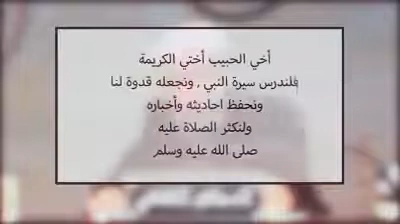 أخي الحبيب أختي الكريمة
فلندرس سيرة النبي , ونجعله قدوة لنا
ونحفظ احاديثه وأخباره
ولنكثر الصلاة عليه
صلى الله عليه وسلم